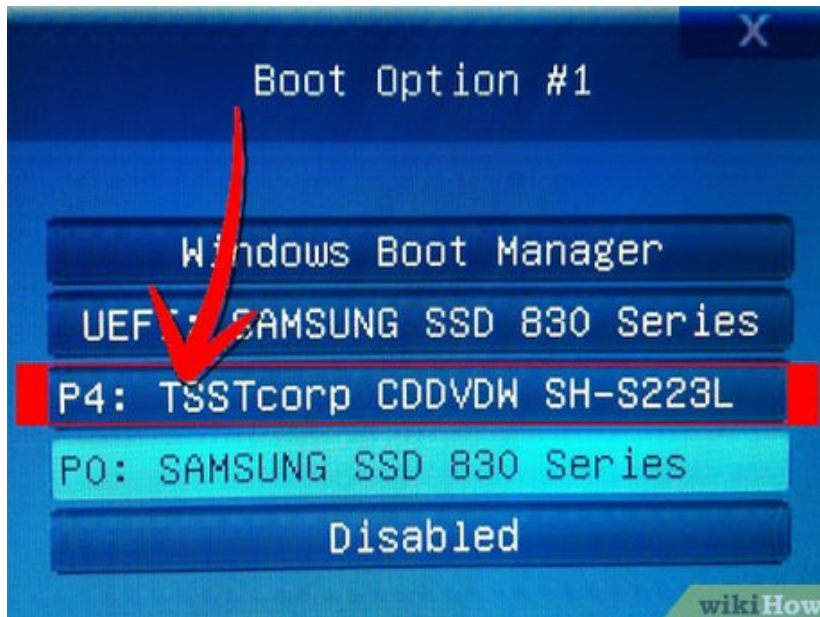 X
Boot Option #1
Windows Boot Manager
UEFI: SAMSUNG SSD 830 Series
P4: TSSTcorp CDDVDW SH-S223L
P0: SAMSUNG SSD 830 Series
Disabled
wikiHow